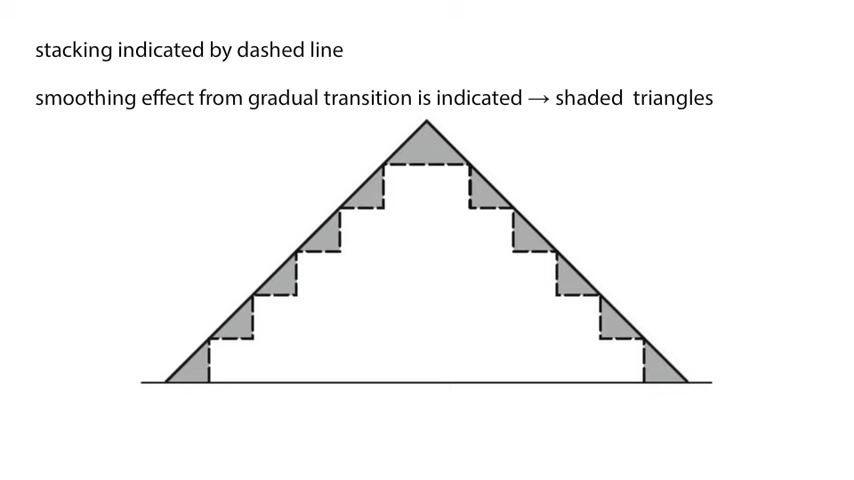 stacking indicated by dashed line
smoothing effect from gradual transition is indicated → shaded triangles